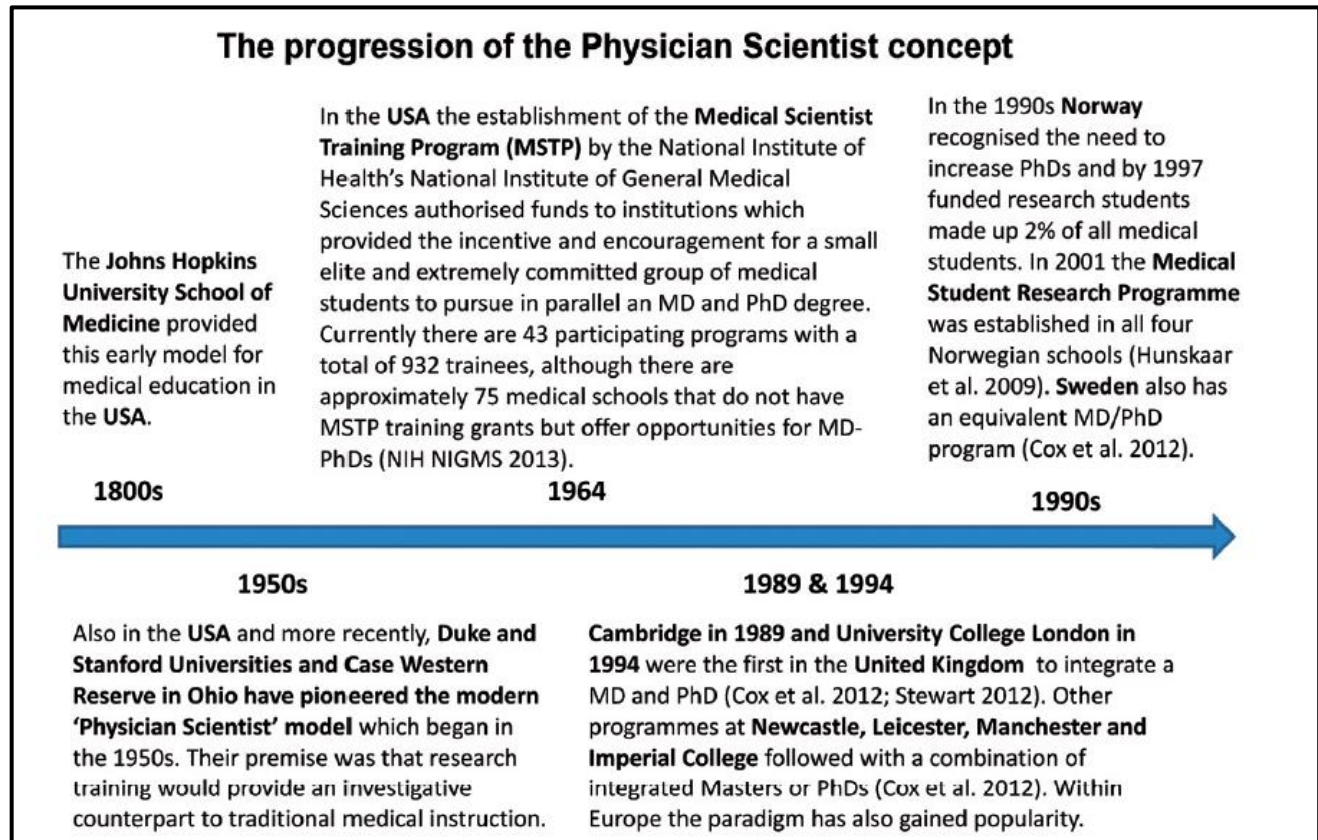 The progression of the Physician Scientist concept
The Johns Hopkins
University School of
Medicine provided
this early model for
medical education in
the USA.
1800s
In the USA the establishment of the Medical Scientist
Training Program (MSTP) by the National Institute of
Health's National Institute of General Medical
Sciences authorised funds to institutions which
provided the incentive and encouragement for a small
elite and extremely committed group of medical
students to pursue in parallel an MD and PhD degree.
Currently there are 43 participating programs with a
total of 932 trainees, although there are
approximately 75 medical schools that do not have
MSTP training grants but offer opportunities for MD-
PhDs (NIH NIGMS 2013).
1964
In the 1990s Norway
recognised the need to
increase PhDs and by 1997
funded research students
made up 2% of all medical
students. In 2001 the Medical
Student Research Programme
was established in all four
Norwegian schools (Hunskaar
et al. 2009). Sweden also has
an equivalent MD/PhD
program (Cox et al. 2012).
1990s
1950s
Also in the USA and more recently, Duke and
Stanford Universities and Case Western
Reserve in Ohio have pioneered the modern
'Physician Scientist' model which began in
the 1950s. Their premise was that research
training would provide an investigative
counterpart to traditional medical instruction.
1989 & 1994
Cambridge in 1989 and University College London in
1994 were the first in the United Kingdom to integrate a
MD and PhD (Cox et al. 2012; Stewart 2012). Other
programmes at Newcastle, Leicester, Manchester and
Imperial College followed with a combination of
integrated Masters or PhDs (Cox et al. 2012). Within
Europe the paradigm has also gained popularity.